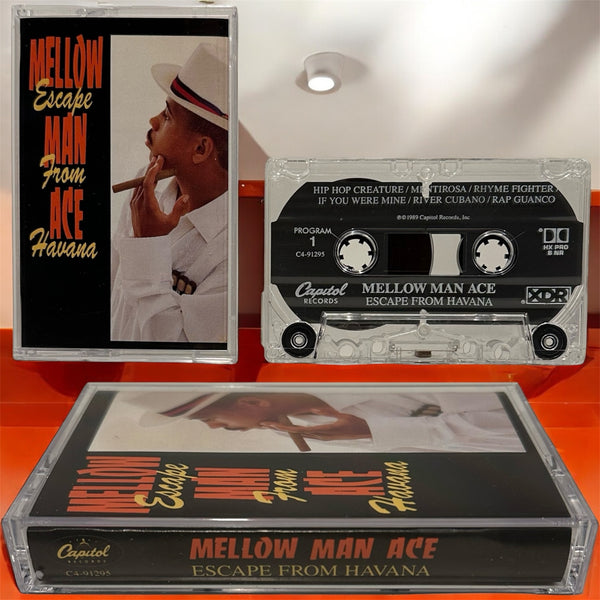 MELLOW
Escape
MAN
From
ACE
Havana
HIP HOP CREATURE / MENTIROSA / RHYME FIGHTER /
IF YOU WERE MINE / RIVER CUBANO / RAP GUANCO
℗©1989 Capitol Records, Inc
PROGRAM
1
C4-91295
HX PRO
B NR
Capitol
RECORDS
MELLOW MAN ACE
ESCAPE FROM HAVANA
XDR
MELLOW
Escape
MAN
From
ACE
Havana
Capitol
RECORDS
C4-91295
MELLOW MAN ACE
ESCAPE FROM HAVANA